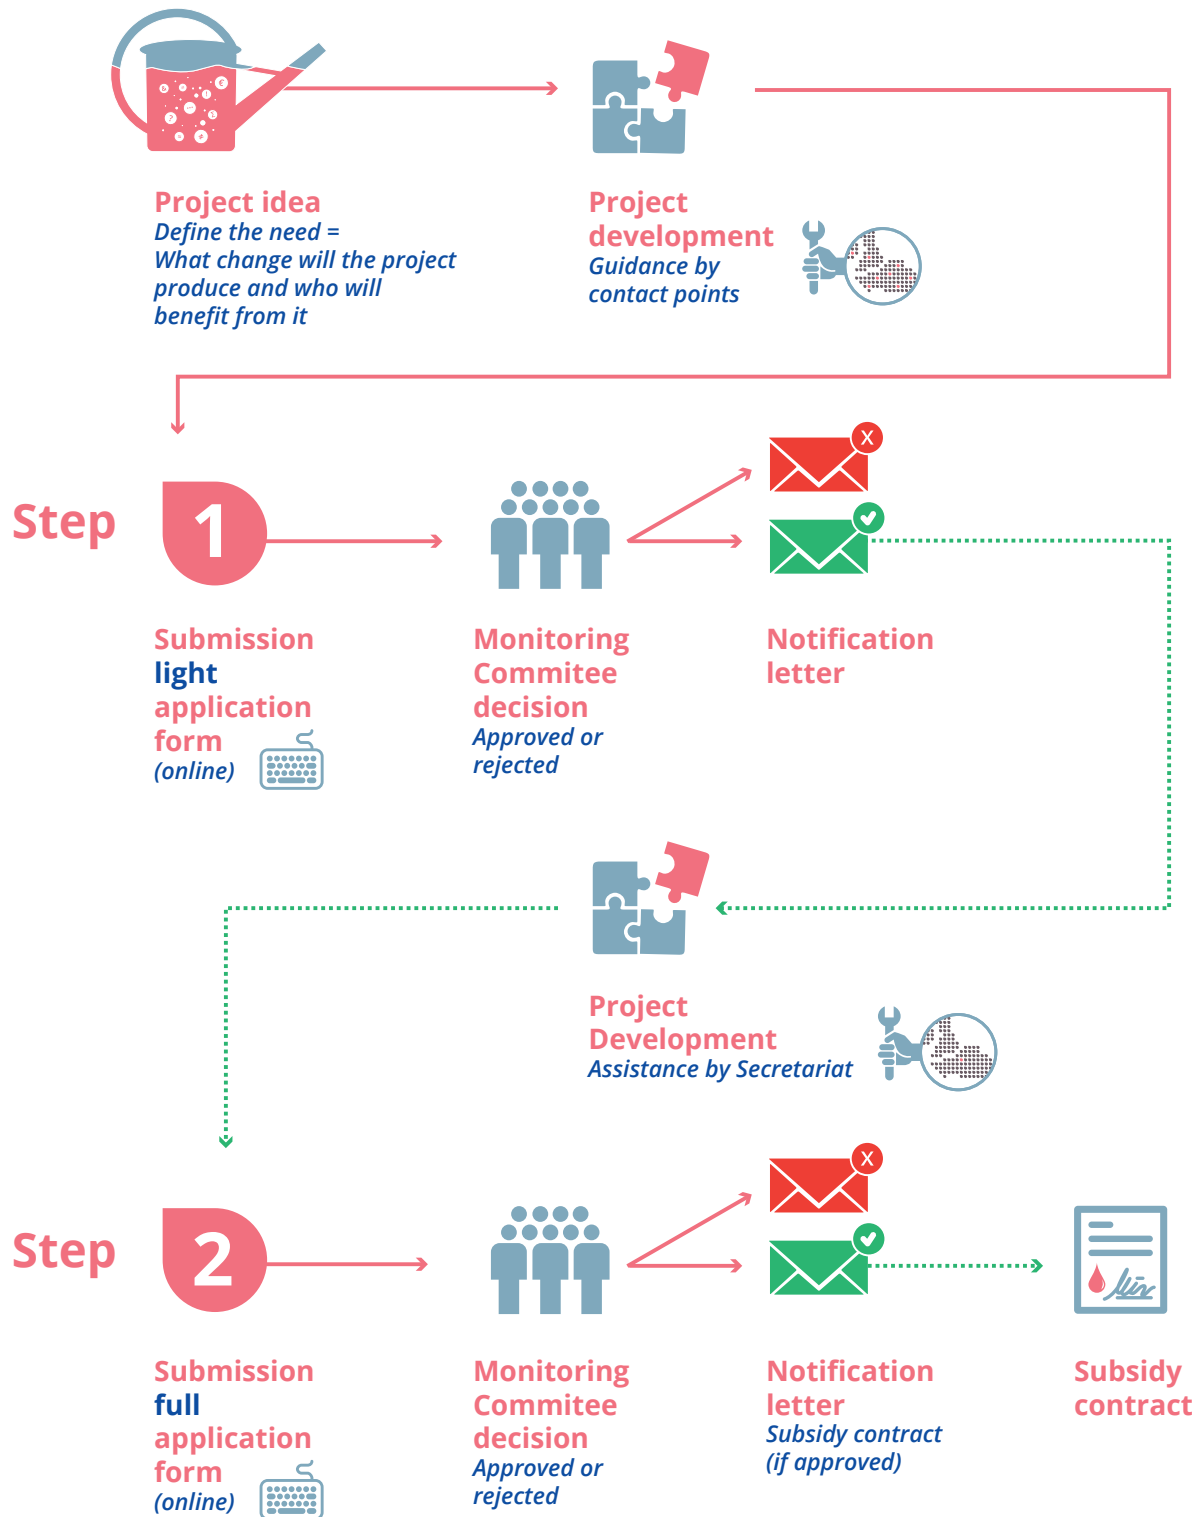 Project idea
Define the need =
What change will the project
produce and who will
benefit from it
Project
development
Guidance by
contact points
Step
1
X
Submission
light
application
form
(online)
Monitoring
Commitee
decision
Approved or
rejected
Notification
letter
Project
Development
Assistance by Secretariat
Step
2
X
Submission
full
application
form
(online)
Monitoring
Commitee
decision
Approved or
rejected
Notification
letter
Subsidy contract
(if approved)
Subsidy
contract